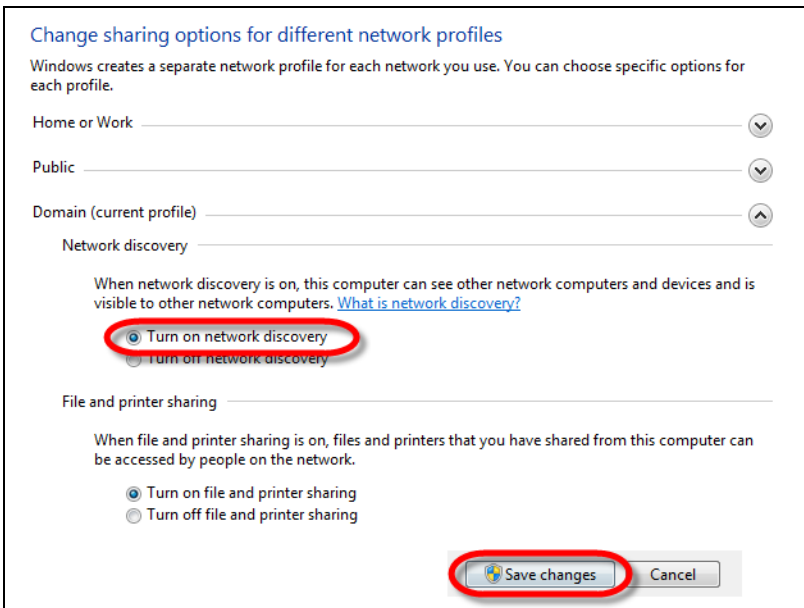 Change sharing options for different network profiles
Windows creates a separate network profile for each network you use. You can choose specific options for
each profile.
Home or Work
Public
Domain (current profile)
Network discovery
When network discovery is on, this computer can see other network computers and devices and is
visible to other network computers. What is network discovery?
Turn on network discovery
Turn off network discovery
File and printer sharing
When file and printer sharing is on, files and printers that you have shared from this computer can
be accessed by people on the network.
Turn on file and printer sharing
Turn off file and printer sharing
Save changes Cancel